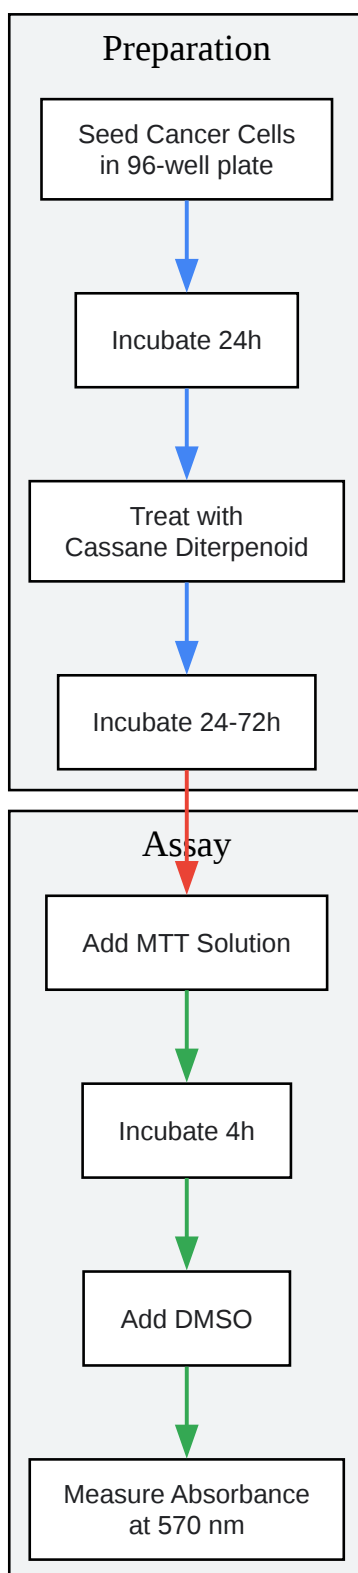 Preparation
Seed Cancer Cells
in 96-well plate
Incubate 24h
Treat with
Cassane Diterpenoid
Incubate 24-72h
Assay
Add MTT Solution
Incubate 4h
Add DMSO
Measure Absorbance
at 570 nm